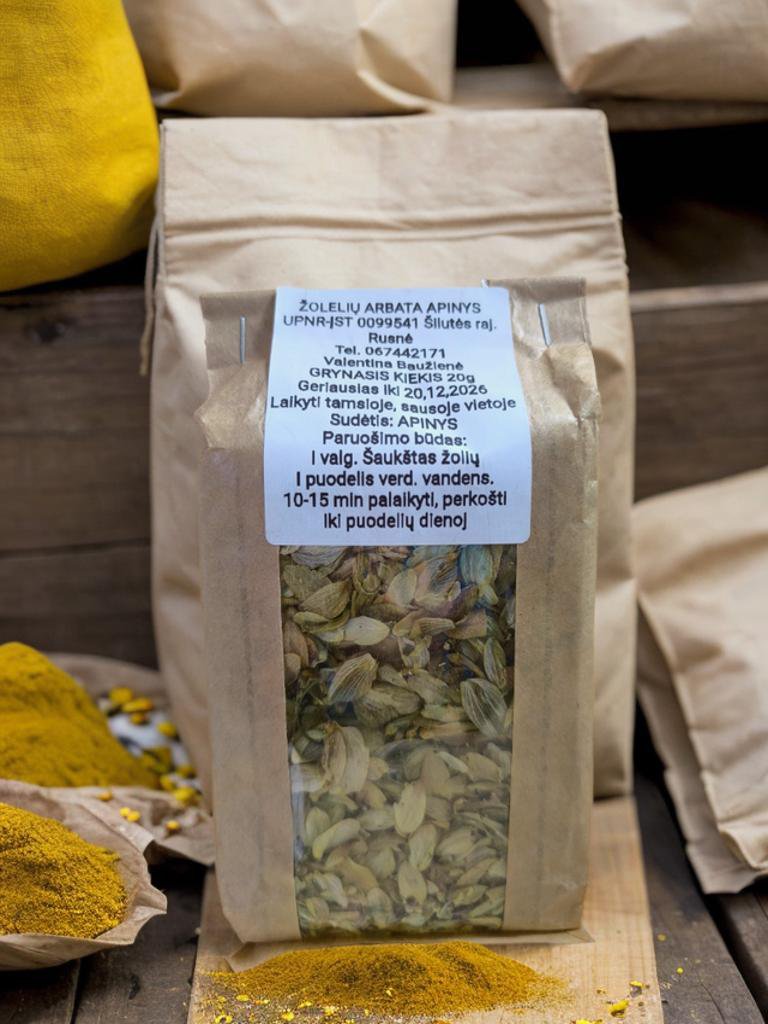 ŽOLELIŲ ARBATA APINYS
UPNR-ĮST 0099541 Šilutės raj.
Rusnė
Tel. 067442171
Valentina Baužienė
GRYNASIS KIEKIS 20g
Geriausias iki 20,12,2026
Laikyti tamsioje, sausoje vietoje
Sudėtis: APINYS
Paruošimo būdas:
I valg. Šaukštas žolių
I puodelis verd. vandens.
10-15 min palaikyti, perkošti
iki puodelių dienoj